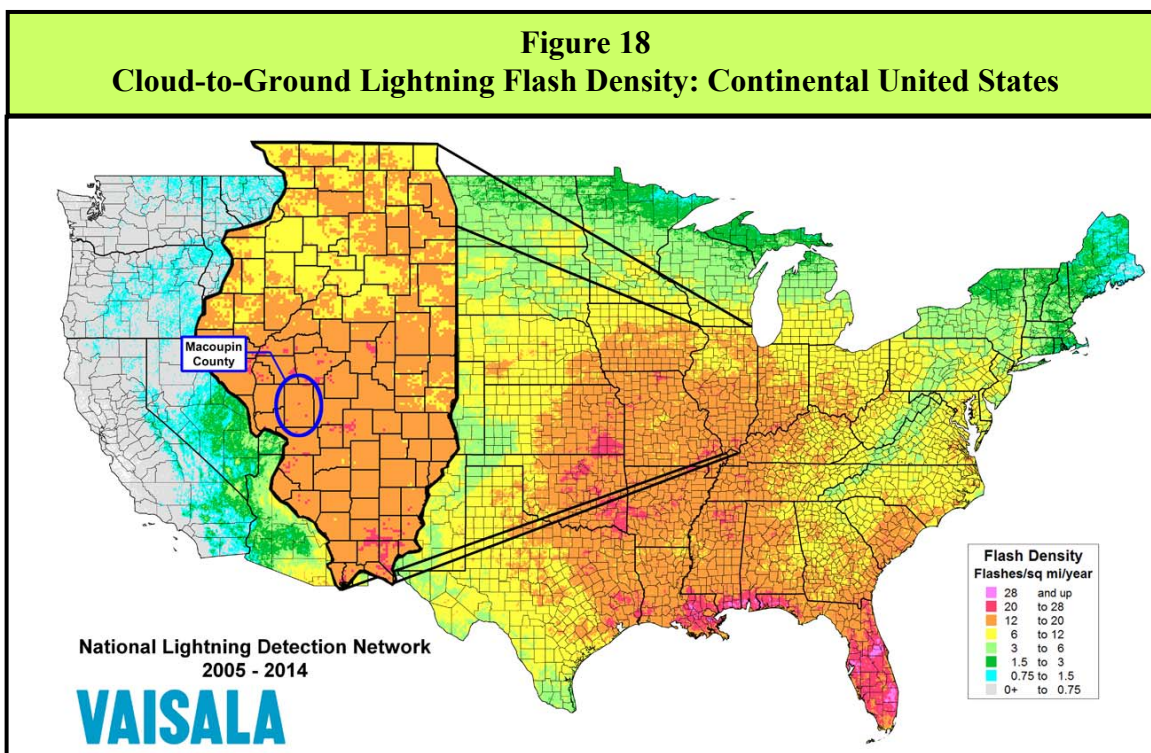 Figure 18
Cloud-to-Ground Lightning Flash Density: Continental United States
Macoupin
County
National Lightning Detection Network
2005 - 2014
VAISALA
Flash Density
Flashes/sq mi/year
28 and up
20 to 28
12 to 20
6 to 12
3 to 6
1.5 to 3
0.75 to 1.5
0+ to 0.75